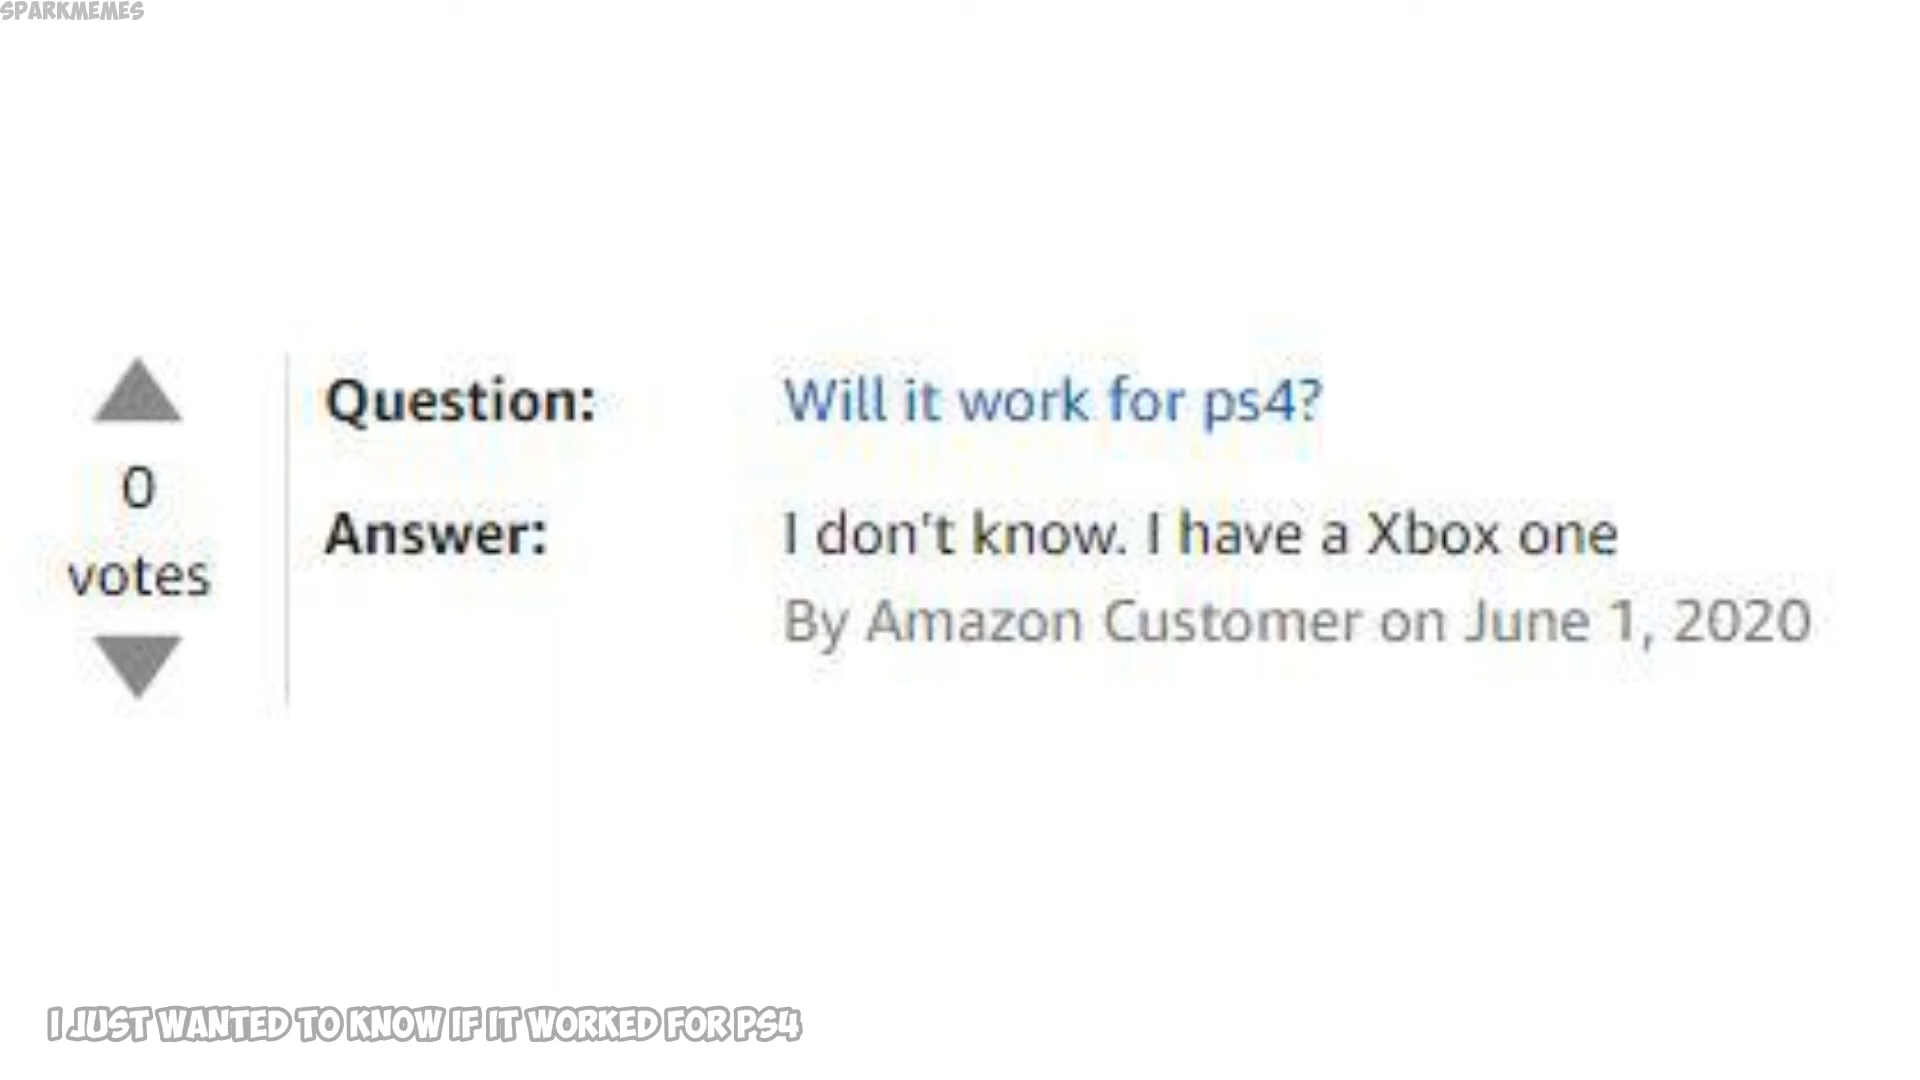 SPARKMEMES
Question: Will it work for ps4?
0
votes
Answer: I don't know. I have a Xbox one
By Amazon Customer on June 1, 2020
I JUST WANTED TO KNOW IF IT WORKED FOR PS4